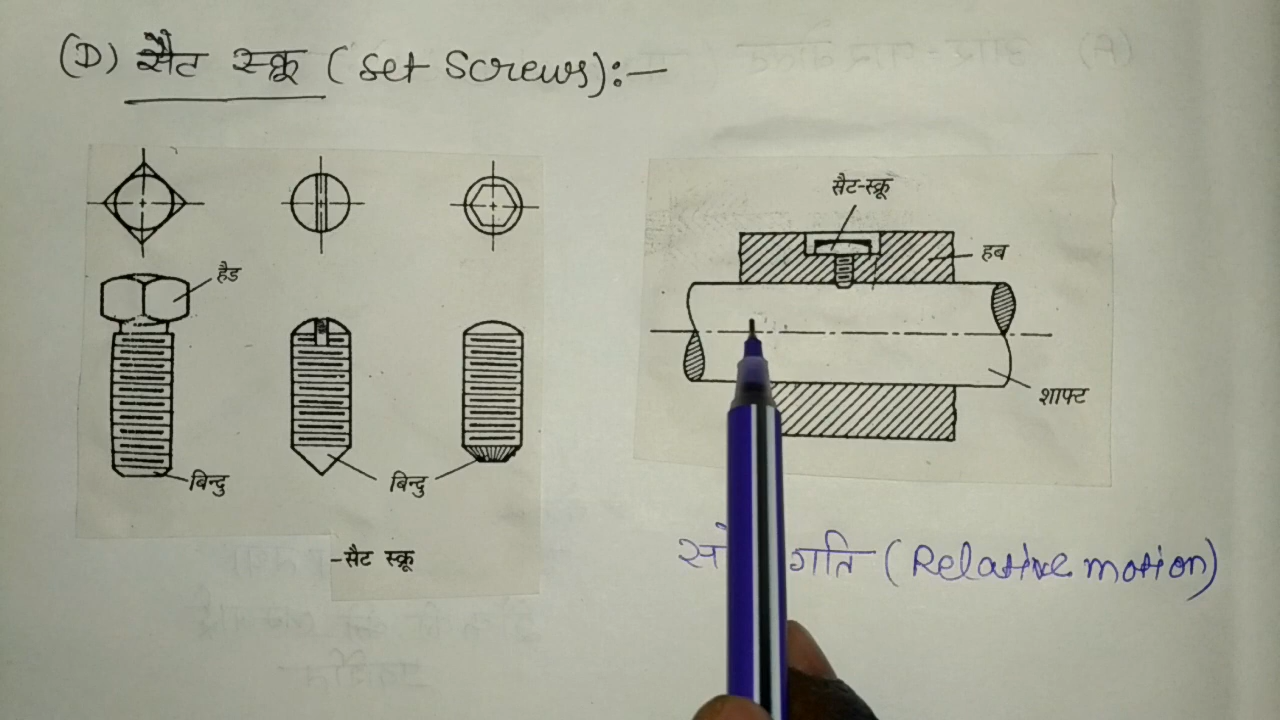 (D) सैट स्क्रू (Set Screws):-
हैड
बिन्दु
बिन्दु
-सैट स्क्रू
सैट-स्क्रू
हब
शाफ्ट
गति (Relative motion)